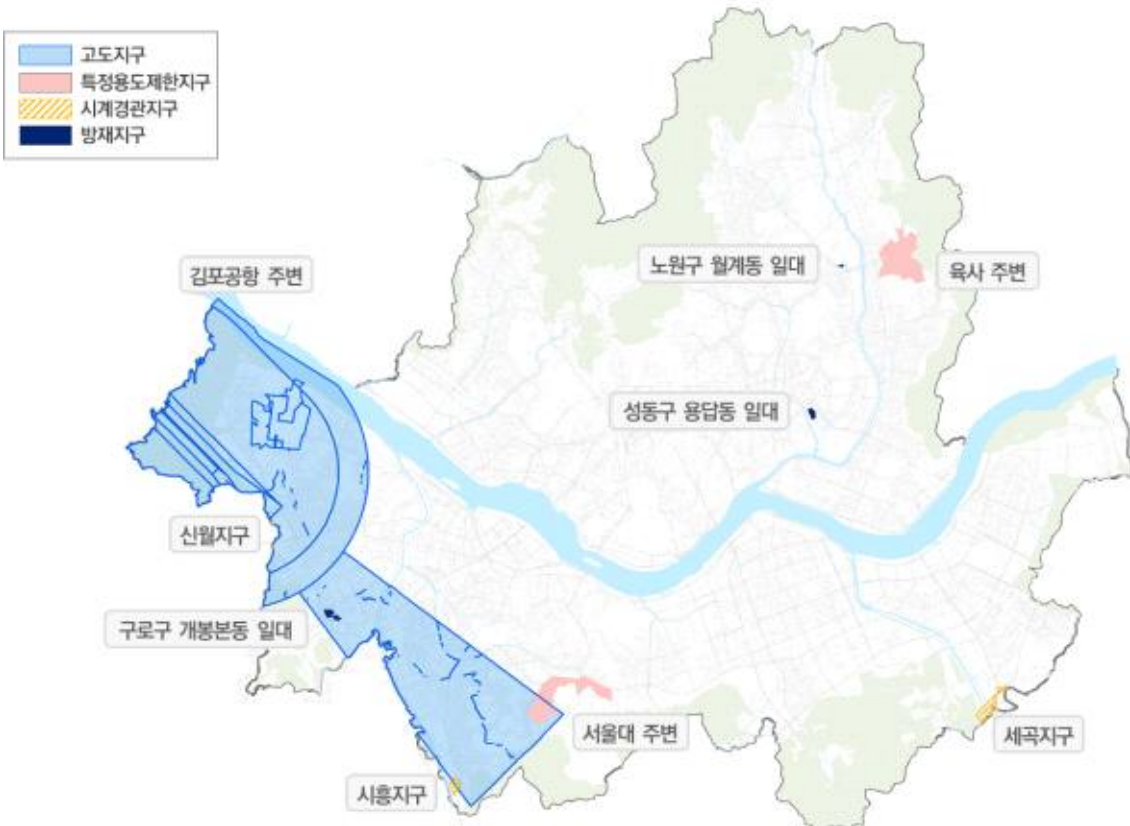 고도지구
특정용도제한지구
시계경관지구
방재지구
김포공항 주변
노원구 월계동 일대
육사 주변
성동구 용답동 일대
신월지구
구로구 개봉본동 일대
서울대 주변
세곡지구
시흥지구